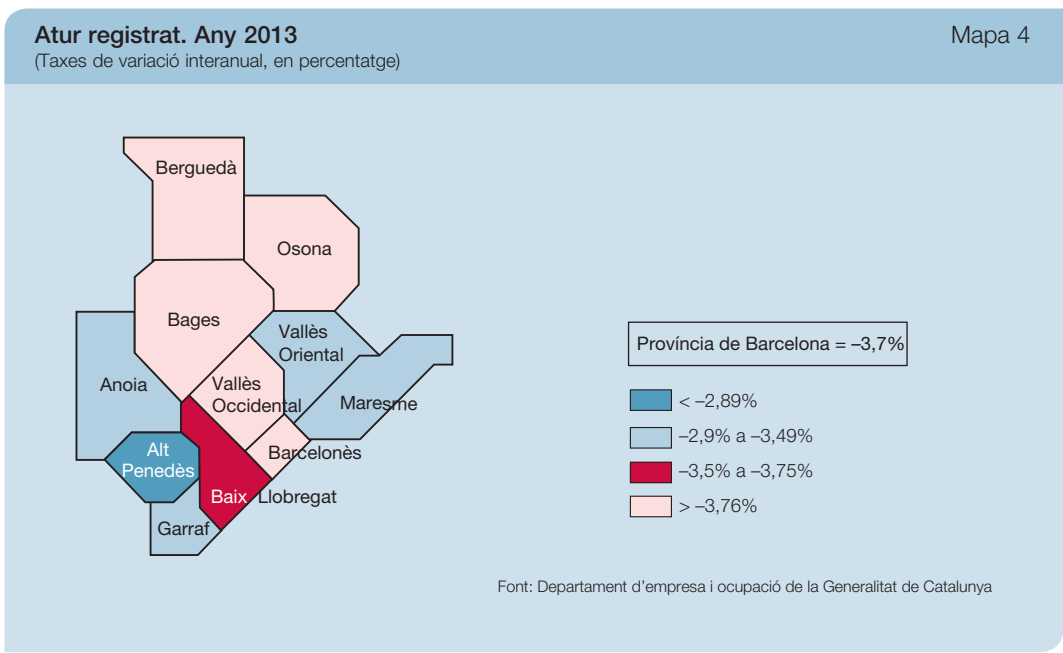 Atur registrat. Any 2013
Mapa 4
(Taxes de variació interanual, en percentatge)
Berguedà
Osona
Bages
Vallès
Oriental
Anoia
Vallès
Occidental
Maresme
Alt
Penedès
Barcelonès
Baix Llobregat
Garraf
Província de Barcelona = –3,7%
< –2,89%
–2,9% a –3,49%
–3,5% a –3,75%
> –3,76%
Font: Departament d’empresa i ocupació de la Generalitat de Catalunya